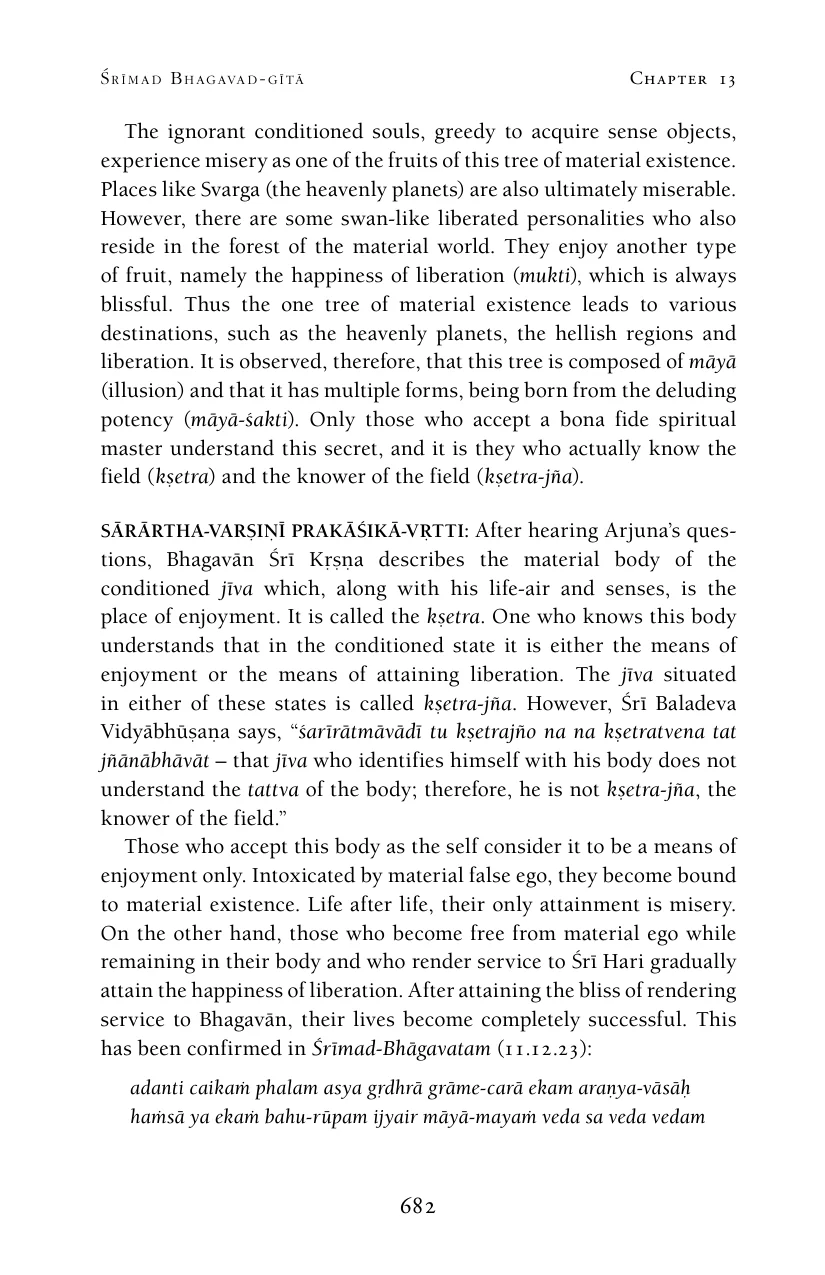 Śrīmad Bhagavad-gītā Chapter 13
The ignorant conditioned souls, greedy to acquire sense objects,
experience misery as one of the fruits of this tree of material existence.
Places like Svarga (the heavenly planets) are also ultimately miserable.
However, there are some swan-like liberated personalities who also
reside in the forest of the material world. They enjoy another type
of fruit, namely the happiness of liberation (mukti), which is always
blissful. Thus the one tree of material existence leads to various
destinations, such as the heavenly planets, the hellish regions and
liberation. It is observed, therefore, that this tree is composed of māyā
(illusion) and that it has multiple forms, being born from the deluding
potency (māyā-śakti). Only those who accept a bona fide spiritual
master understand this secret, and it is they who actually know the
field (kṣetra) and the knower of the field (kṣetra-jña).
SĀRĀRTHA-VARṢIṆĪ PRAKĀŚIKĀ-VṚTTI: After hearing Arjuna’s ques-
tions, Bhagavān Śrī Kṛṣṇa describes the material body of the
conditioned jīva which, along with his life-air and senses, is the
place of enjoyment. It is called the kṣetra. One who knows this body
understands that in the conditioned state it is either the means of
enjoyment or the means of attaining liberation. The jīva situated
in either of these states is called kṣetra-jña. However, Śrī Baladeva
Vidyābhūṣaṇa says, “śarīrātmāvādī tu kṣetrajño na na kṣetratvena tat
jñānābhāvāt – that jīva who identifies himself with his body does not
understand the tattva of the body; therefore, he is not kṣetra-jña, the
knower of the field.”
Those who accept this body as the self consider it to be a means of
enjoyment only. Intoxicated by material false ego, they become bound
to material existence. Life after life, their only attainment is misery.
On the other hand, those who become free from material ego while
remaining in their body and who render service to Śrī Hari gradually
attain the happiness of liberation. After attaining the bliss of rendering
service to Bhagavān, their lives become completely successful. This
has been confirmed in Śrīmad-Bhāgavatam (11.12.23):
adanti caikaṁ phalam asya gṛdhrā grāme-carā ekam araṇya-vāsāḥ
haṁsā ya ekaṁ bahu-rūpam ijyair māyā-mayaṁ veda sa veda vedam
682